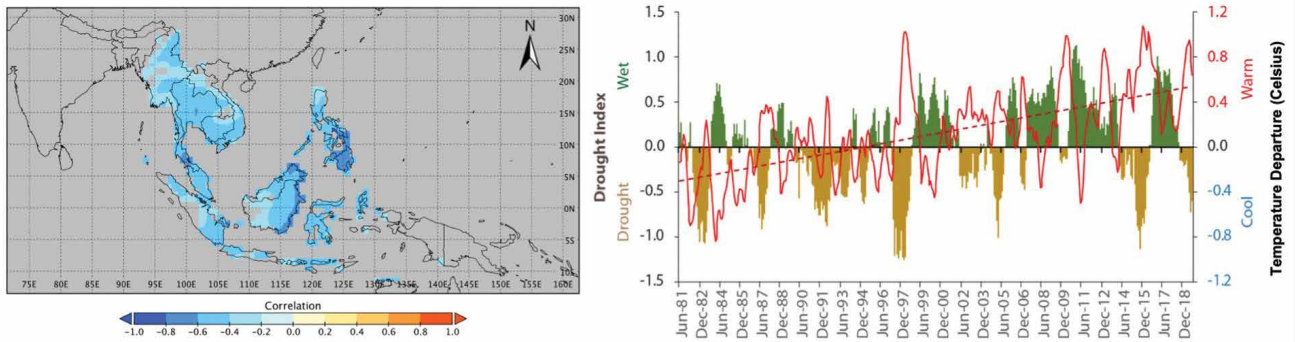 N
30N
25N
20N
15N
10N
5N
0N
5S
10S
75E 80E 85E 90E 95E 100E 105E 110E 115E 120E 125E 130E 135E 140E 145E 150E 155E 160E
Correlation
-1.0 -0.8 -0.6 -0.4 -0.2 0.0 0.2 0.4 0.6 0.8 1.0
Drought Index
Wet
Drought
1.5
1.0
0.5
0.0
-0.5
-1.0
-1.5
1.2
0.8
0.4
0.0
-0.4
-0.8
-1.2
Warm
Cool
Temperature Departure (Celsius)
Jun-81 Dec-82 Jun-84 Dec-85 Jun-87 Dec-88 Jun-90 Dec-91 Jun-93 Dec-94 Jun-96 Dec-97 Jun-99 Dec-00 Jun-02 Dec-03 Jun-05 Dec-06 Jun-08 Dec-09 Jun-11 Dec-12 Jun-14 Dec-15 Jun-17 Dec-18